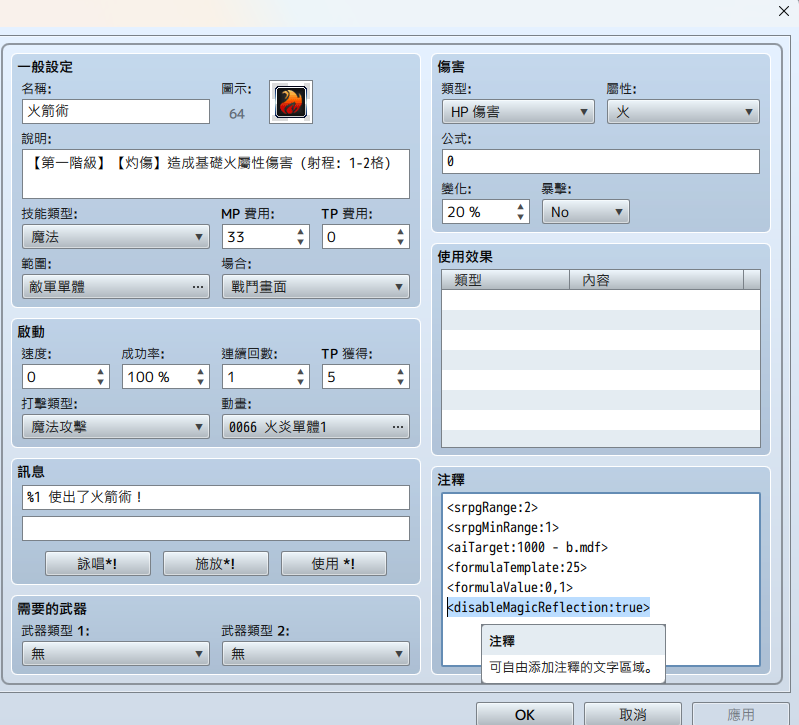 一般設定
名稱:
圖示:
火箭術
64
說明:
【第一階級】【灼傷】造成基礎火屬性傷害（射程：1-2格）
技能類型:
MP 費用:
TP 費用:
魔法
33
0
範圍:
場合:
敵軍單體
...
戰鬥畫面
啟動
速度:
成功率:
連續回數:
TP 獲得:
0
100 %
1
5
打擊類型:
動畫:
魔法攻擊
0066 火炎單體1
...
訊息
%1 使出了火箭術！
詠唱*!
施放*!
使用 *!
需要的武器
武器類型 1:
武器類型 2:
無
無
傷害
類型:
屬性:
HP 傷害
火
公式:
0
變化:
暴擊:
20 %
No
使用效果
類型
內容
注釋
<srpgRange:2>
<srpgMinRange:1>
<aiTarget:1000 - b.mdf>
<formulaTemplate:25>
<formulaValue:0,1>
<disableMagicReflection:true>
注釋
可自由添加注釋的文字區域。
OK
取消
應用